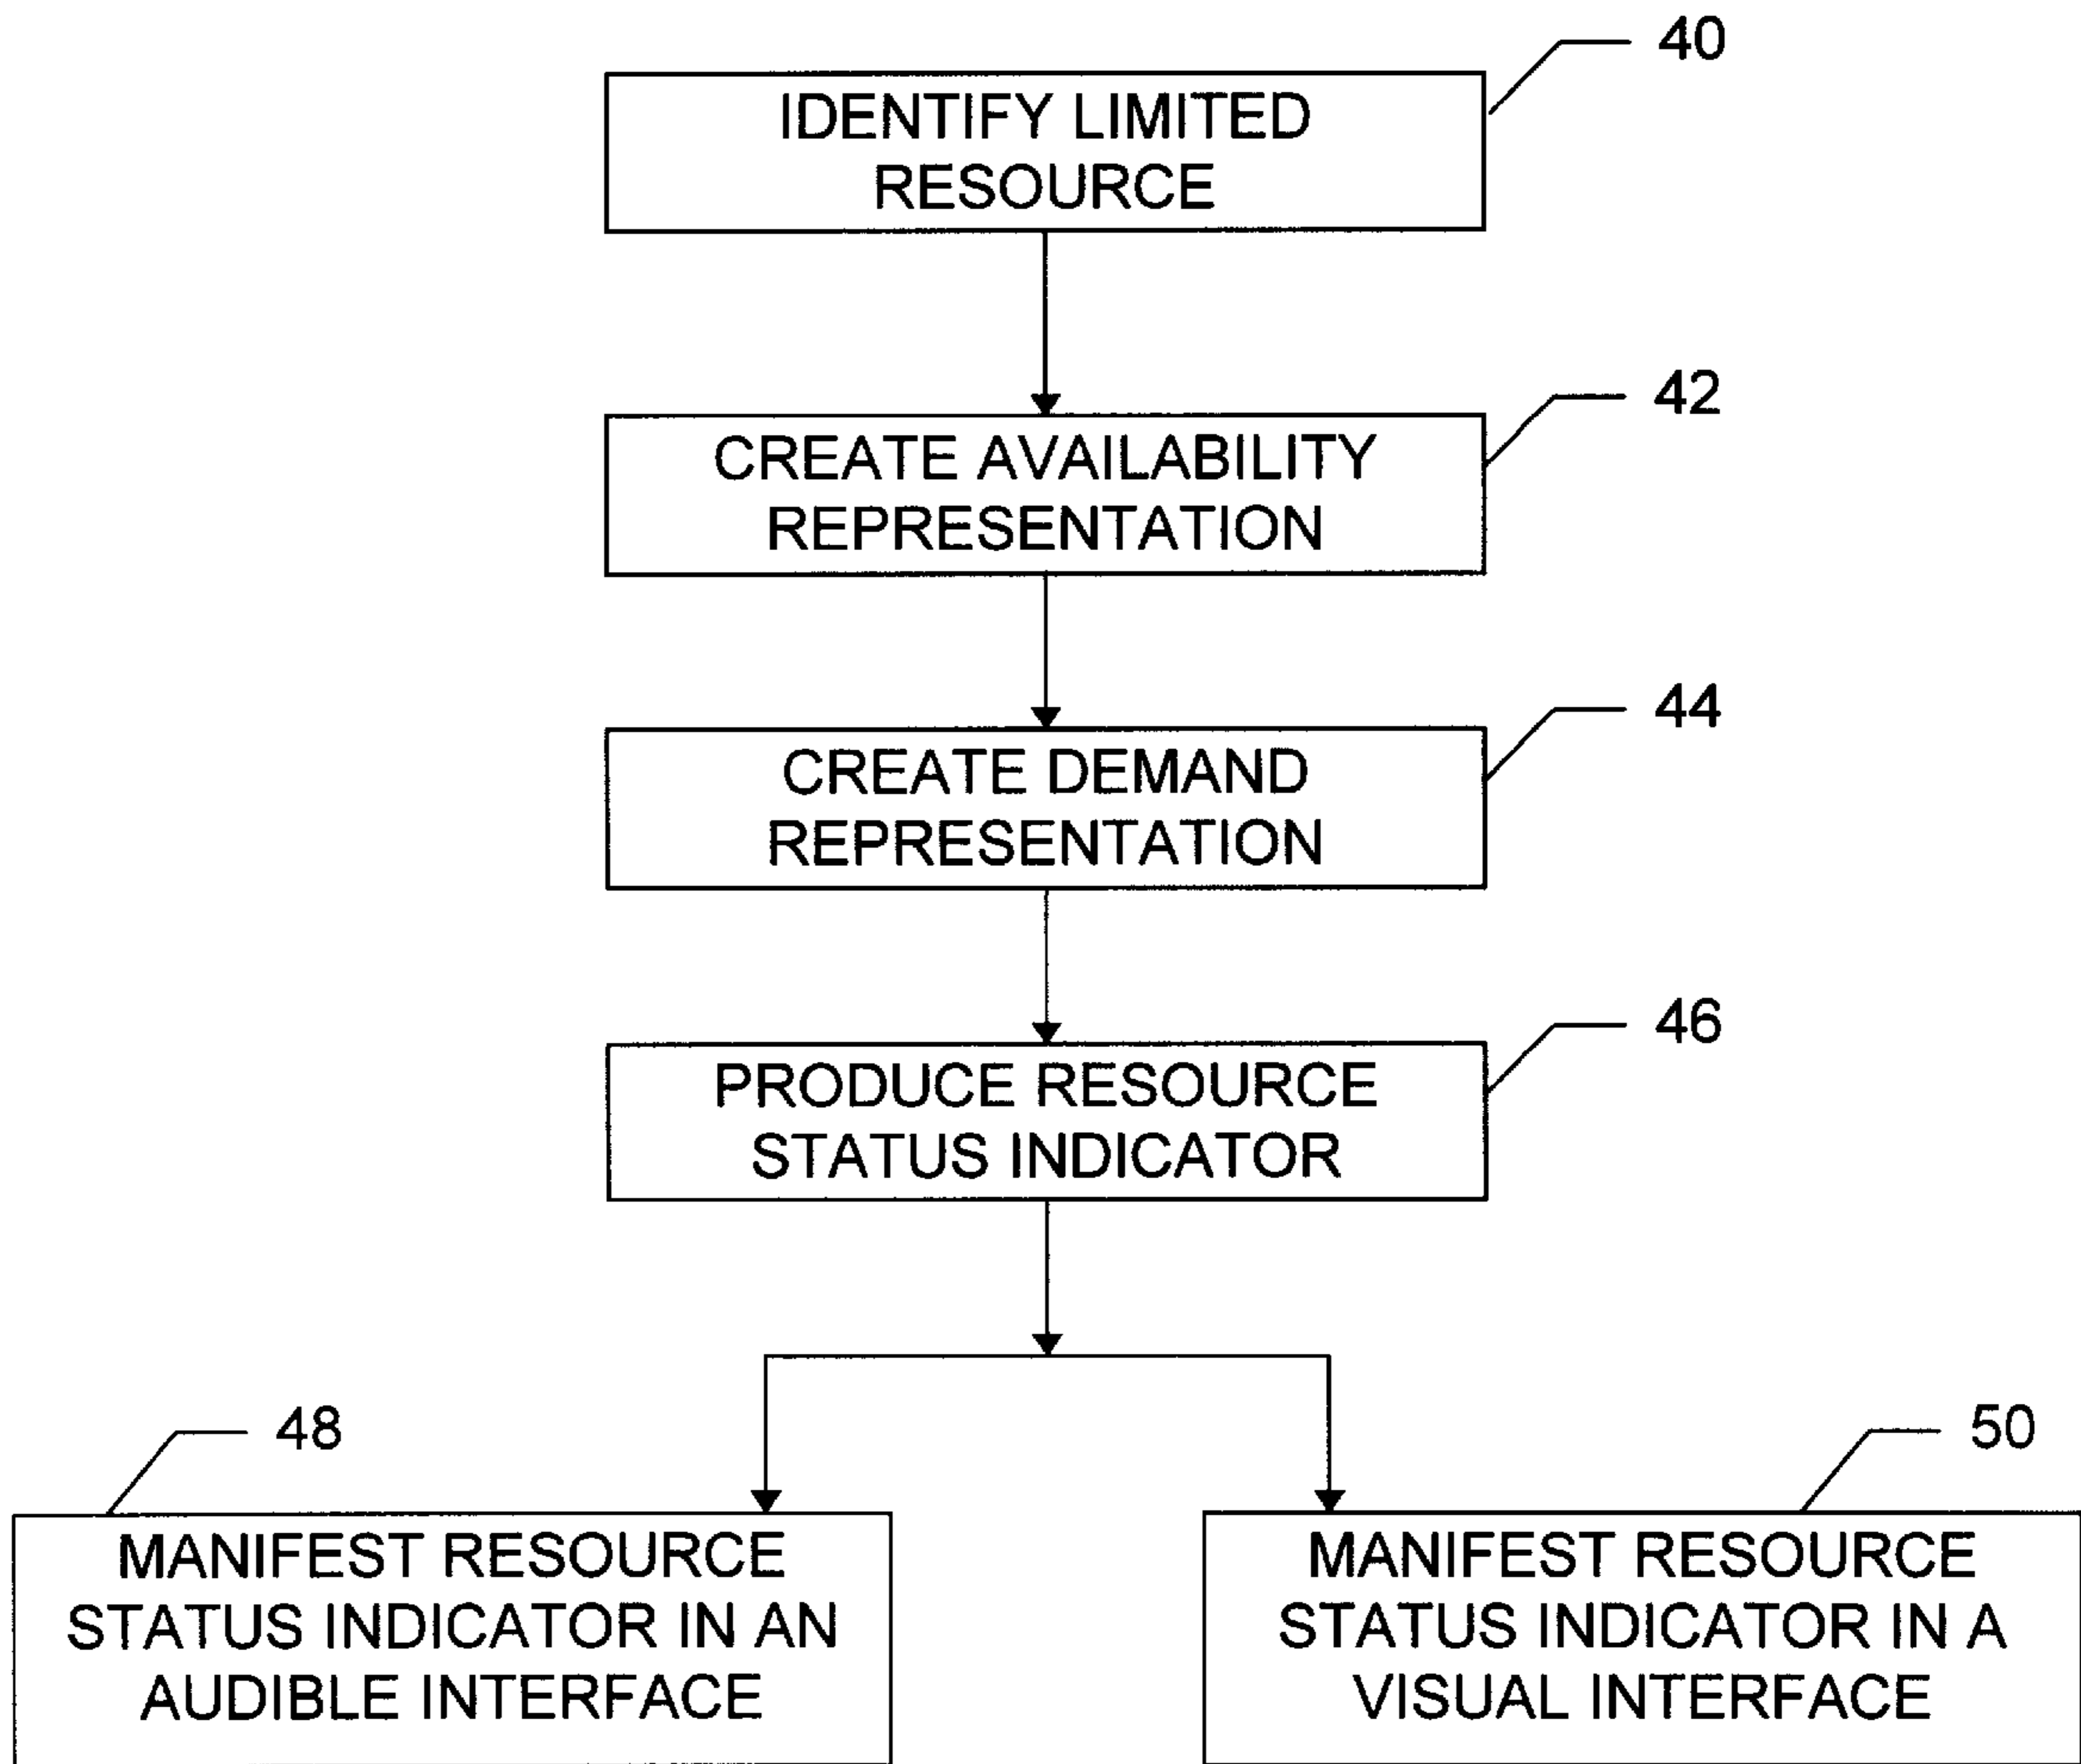 40
IDENTIFY LIMITED
RESOURCE
42
CREATE AVAILABILITY
REPRESENTATION
44
CREATE DEMAND
REPRESENTATION
46
PRODUCE RESOURCE
STATUS INDICATOR
48
MANIFEST RESOURCE
STATUS INDICATOR IN AN
AUDIBLE INTERFACE
50
MANIFEST RESOURCE
STATUS INDICATOR IN A
VISUAL INTERFACE